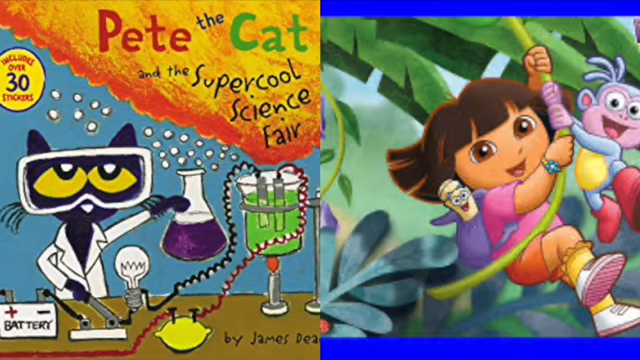 Pete the Cat
and the Supercool
Science
Fair
INCLUDES
OVER
30
STICKERS
BATTERY
by James Dea